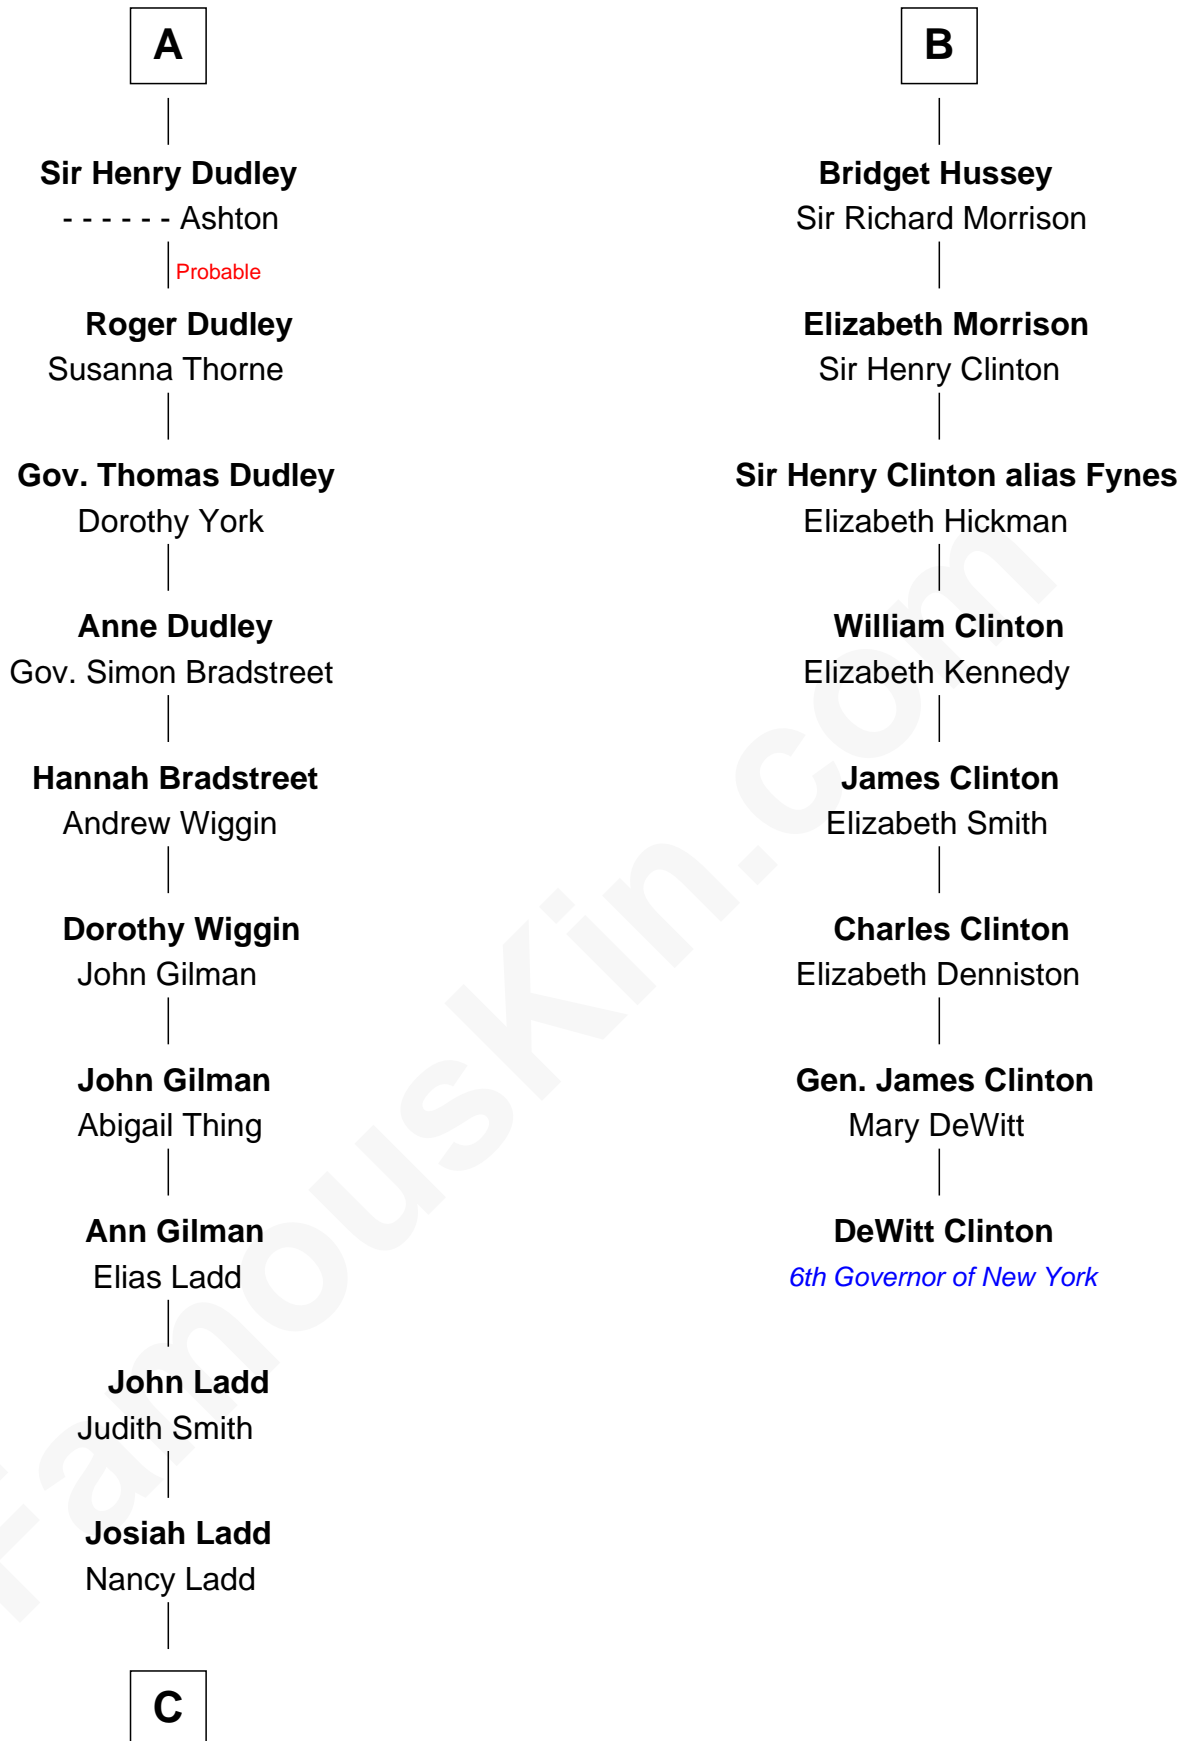 A
Sir Henry Dudley
- - - - - - Ashton
Probable
Roger Dudley
Susanna Thorne
Gov. Thomas Dudley
Dorothy York
Anne Dudley
Gov. Simon Bradstreet
Hannah Bradstreet
Andrew Wiggin
Dorothy Wiggin
John Gilman
John Gilman
Abigail Thing
Ann Gilman
Elias Ladd
John Ladd
Judith Smith
Josiah Ladd
Nancy Ladd
C
B
Bridget Hussey
Sir Richard Morrison
Elizabeth Morrison
Sir Henry Clinton
Sir Henry Clinton alias Fynes
Elizabeth Hickman
William Clinton
Elizabeth Kennedy
James Clinton
Elizabeth Smith
Charles Clinton
Elizabeth Denniston
Gen. James Clinton
Mary DeWitt
DeWitt Clinton
6th Governor of New York
FamousKin.com